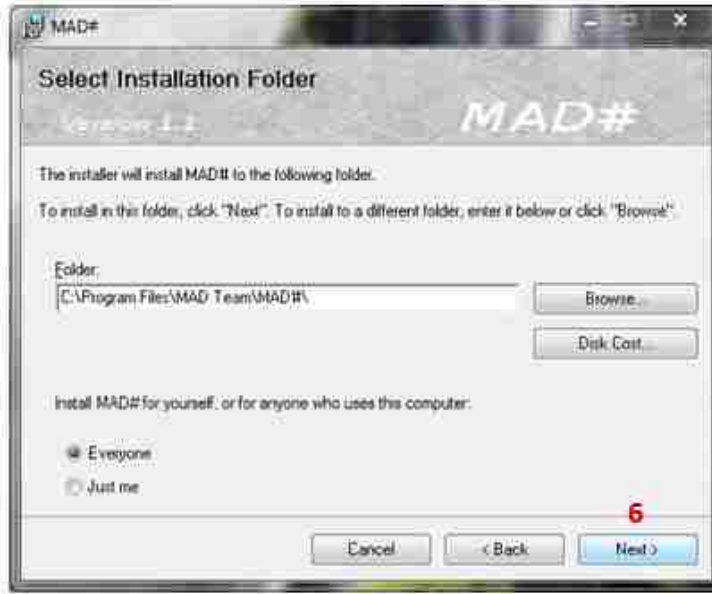 MAD#
Select Installation Folder
Version 1.1
MAD#
The installer will install MAD# to the following folder.
To install in this folder, click "Next". To install to a different folder, enter it below or click "Browse".
Folder:
C:\Program Files\MAD Team\MAD#\
Browse...
Disk Cost...
Install MAD# for yourself, or for anyone who uses this computer:
Everyone
Just me
6
Cancel
< Back
Next >